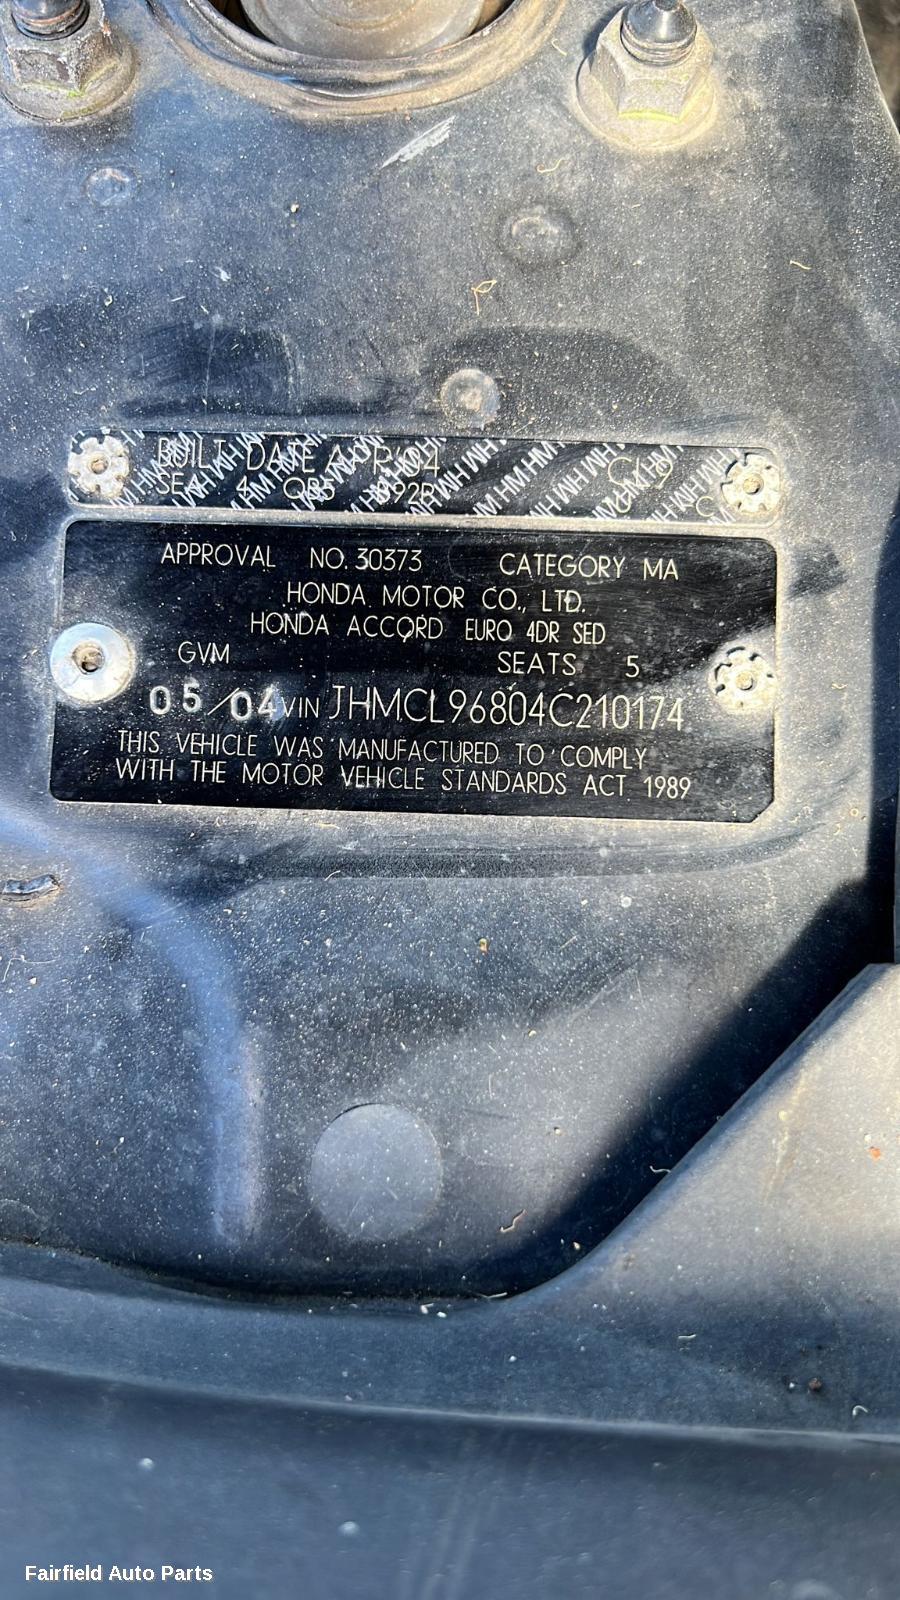 BUILT DATE APR'04
SEA 4 C
APPROVAL NO. 30373 CATEGORY MA
HONDA MOTOR CO., LTD.
HONDA ACCORD EURO 4DR SED
GVM SEATS 5
05/04 VIN JHMCL96804C210174
THIS VEHICLE WAS MANUFACTURED TO COMPLY
WITH THE MOTOR VEHICLE STANDARDS ACT 1989
Fairfield Auto Parts